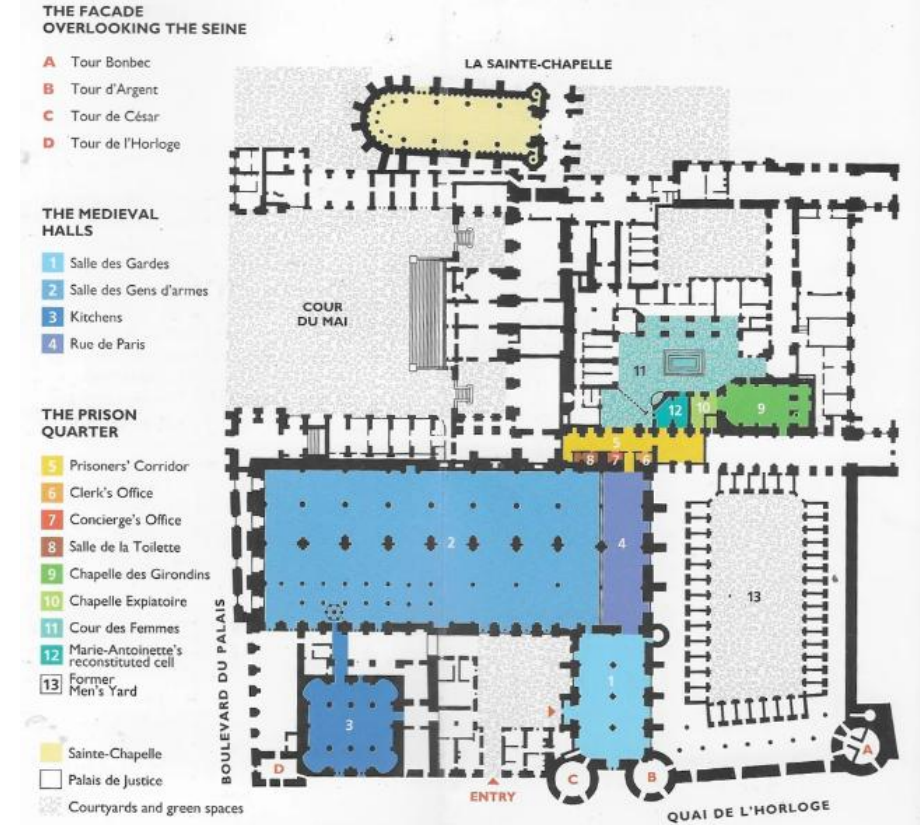 THE FACADE
OVERLOOKING THE SEINE
A Tour Bonbec
B Tour d'Argent
C Tour de César
D Tour de l'Horloge
THE MEDIEVAL
HALLS
1 Salle des Gardes
2 Salle des Gens d'armes
3 Kitchens
4 Rue de Paris
THE PRISON
QUARTER
5 Prisoners' Corridor
6 Clerk's Office
7 Concierge's Office
8 Salle de la Toilette
9 Chapelle des Girondins
10 Chapelle Expiatoire
11 Cour des Femmes
12 Marie-Antoinette's
reconstituted cell
13 Former
Men's Yard
Sainte-Chapelle
Palais de Justice
Courtyards and green spaces
LA SAINTE-CHAPELLE
COUR
DU MAI
11
12
10
9
5
8
7
6
2
4
13
1
3
BOULEVARD DU PALAIS
D
C
B
A
ENTRY
QUAI DE L'HORLOGE